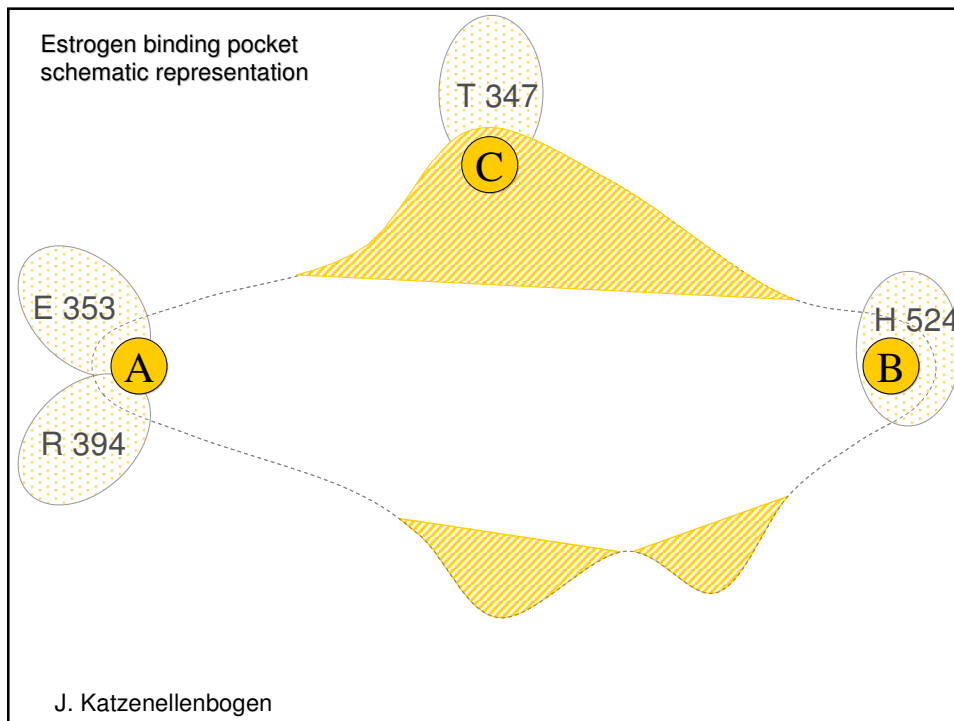 Estrogen binding pocket
schematic representation
T 347
C
E 353
H 524
A
B
R 394
J. Katzenellenbogen